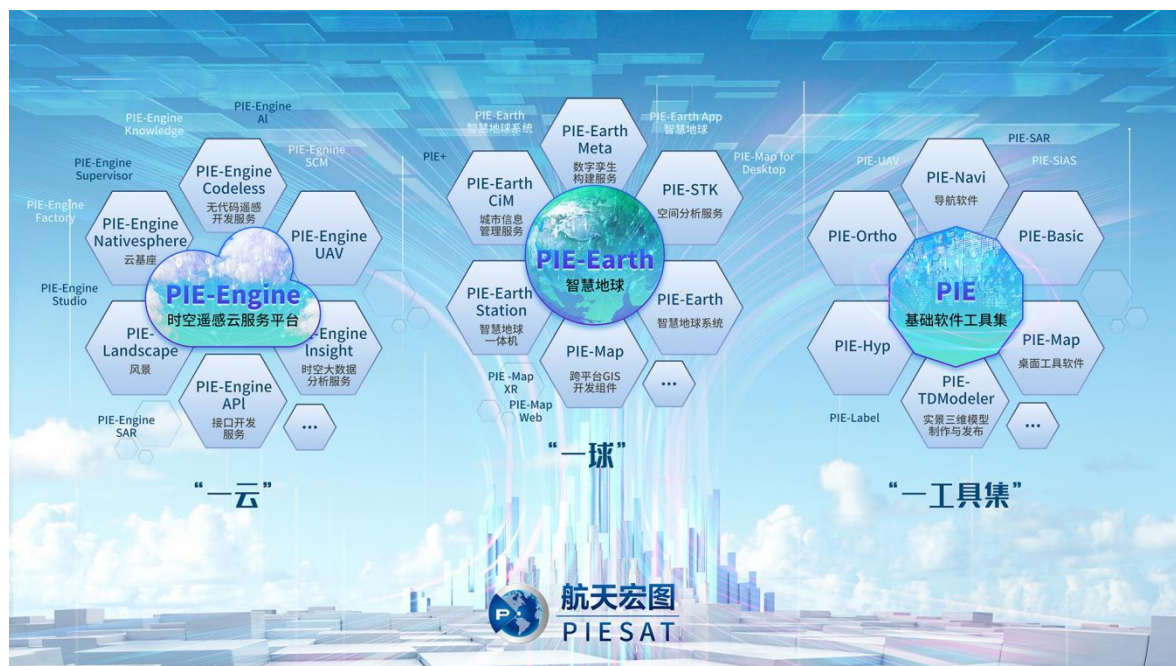 PIE-Engine
AI
PIE-Engine
Knowledge
PIE-Egnine
SCM
PIE-Engine
Supervisor
PIE-Engine
Factory
PIE-Engine
Codeless
无代码遥感
开发服务
PIE-Engine
Nativesphere
云基座
PIE-Engine
UAV
PIE-Engine
时空遥感云服务平台
PIE-Engine
Studio
PIE-
Landscape
风景
PIE-Engine
Insight
时空大数据
分析服务
PIE-Engine
API
接口开发
服务
...
PIE-Engine
SAR
“一云”
PIE-Earth
智慧地球系统
PIE-Earth App
智慧地球
PIE+
PIE-Map for
Desktop
PIE-Earth
Meta
数字孪生
构建服务
PIE-Earth
CiM
城市信息
管理服务
PIE-STK
空间分析服务
PIE-Earth
智慧地球
PIE-Earth
Station
智慧地球
一体机
PIE-Earth
智慧地球系统
PIE-Map
跨平台GIS
开发组件
...
PIE -Map
XR
PIE-Map
Web
“一球”
PIE-SAR
PIE-UAV
PIE-SIAS
PIE-Navi
导航软件
PIE-Ortho
PIE-Basic
PIE
基础软件工具集
PIE-Hyp
PIE-Map
桌面工具软件
PIE-
TDModeler
实景三维模型
制作与发布
...
PIE-Label
“一工具集”
P
航天宏图
PIESAT